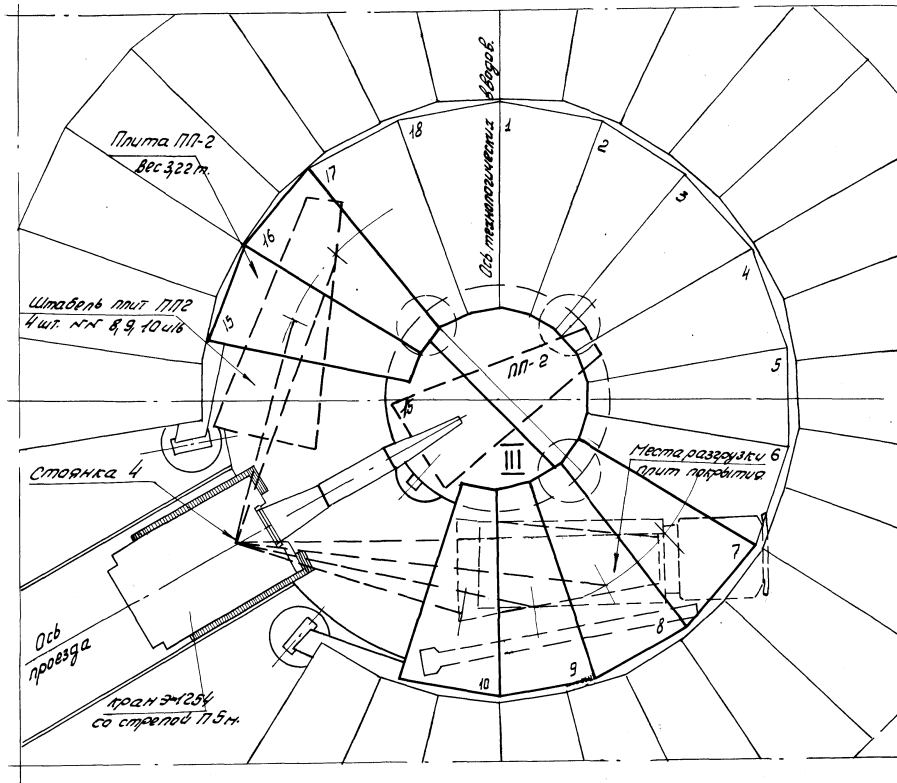 Ось технологических вводов.
Плита ПП-2
вес 3,22 т.
Штабель плит ПП2
4 шт. №№ 8, 9, 10 и 16
Стоянка 4
Ось
проезда
кран Э-1254
со стрелой 15 м.
18
1
2
3
4
5
17
16
15
ПП-2
15
III
Места разгрузки 6
плит покрытия
7
8
9
10